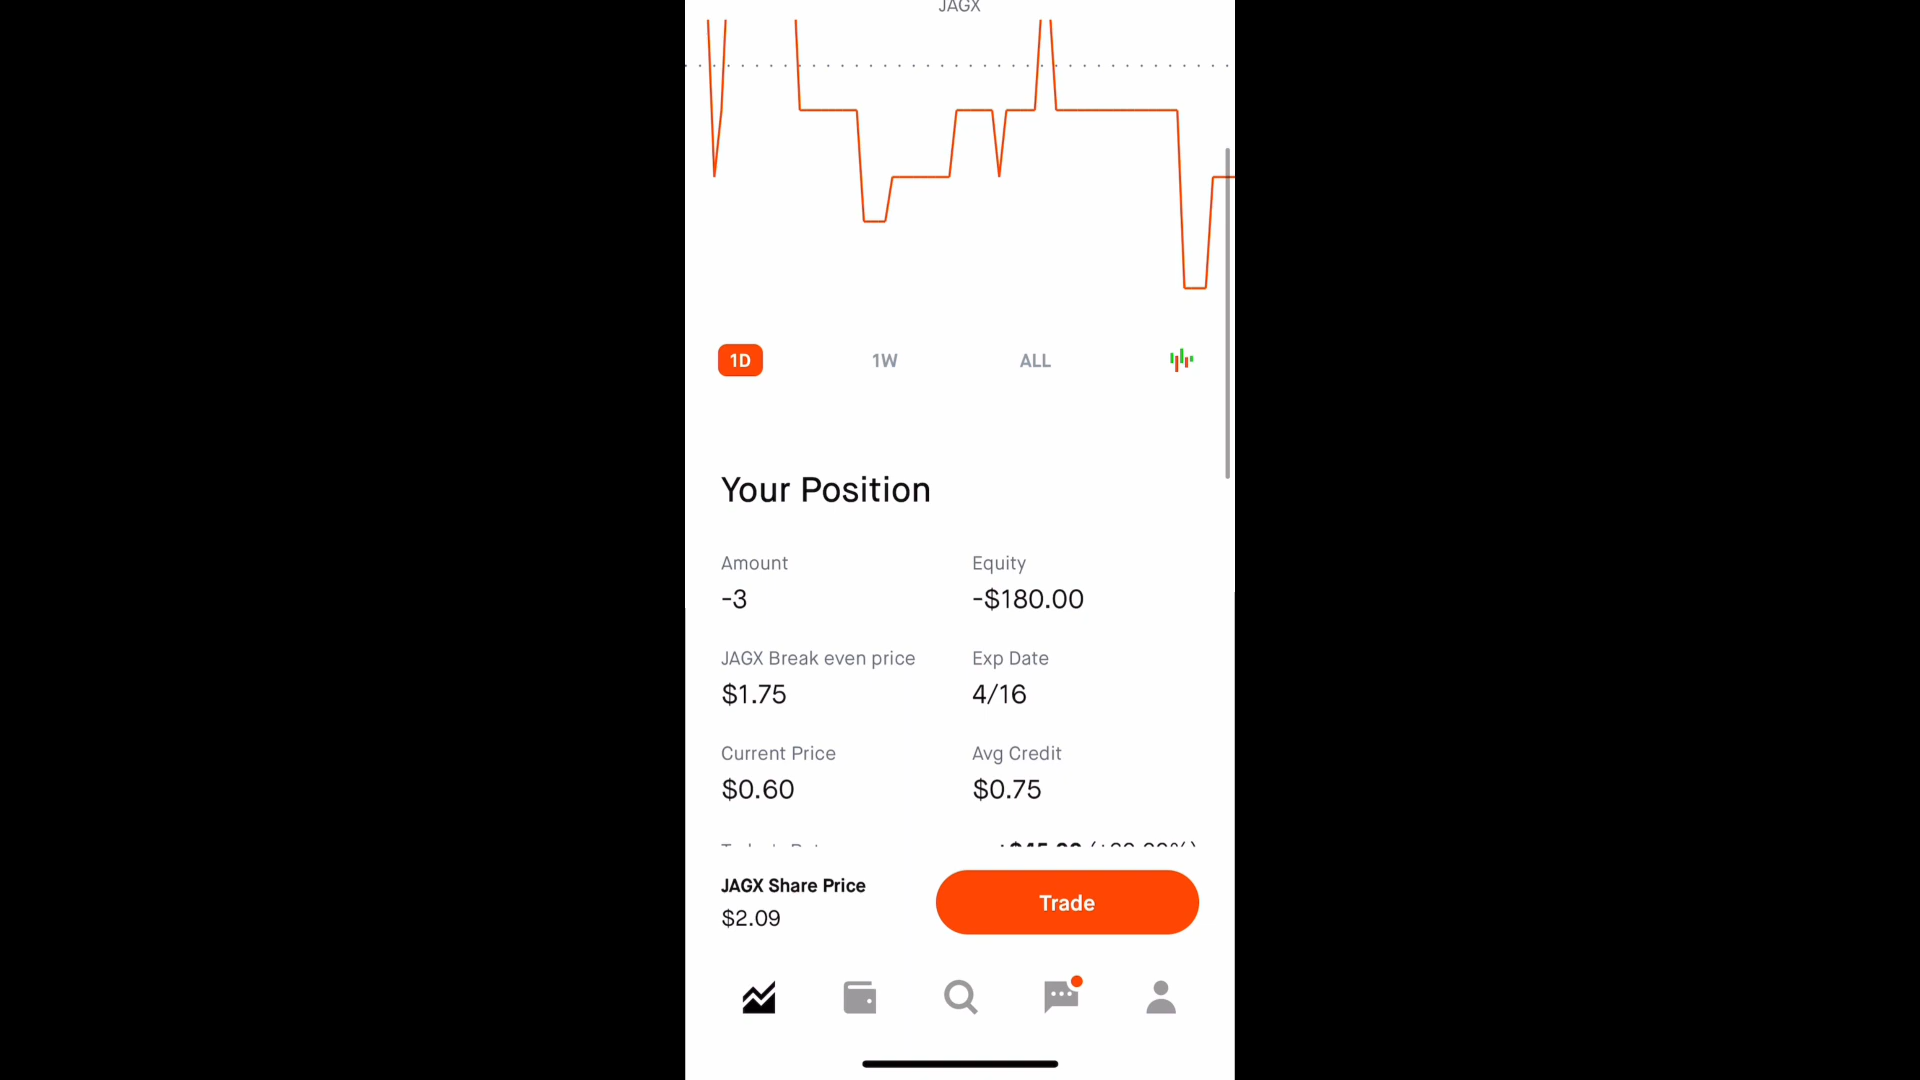 JAGX
1D 1W ALL
Your Position
Amount Equity
-3 -$180.00
JAGX Break even price Exp Date
$1.75 4/16
Current Price Avg Credit
$0.60 $0.75
JAGX Share Price
$2.09
Trade